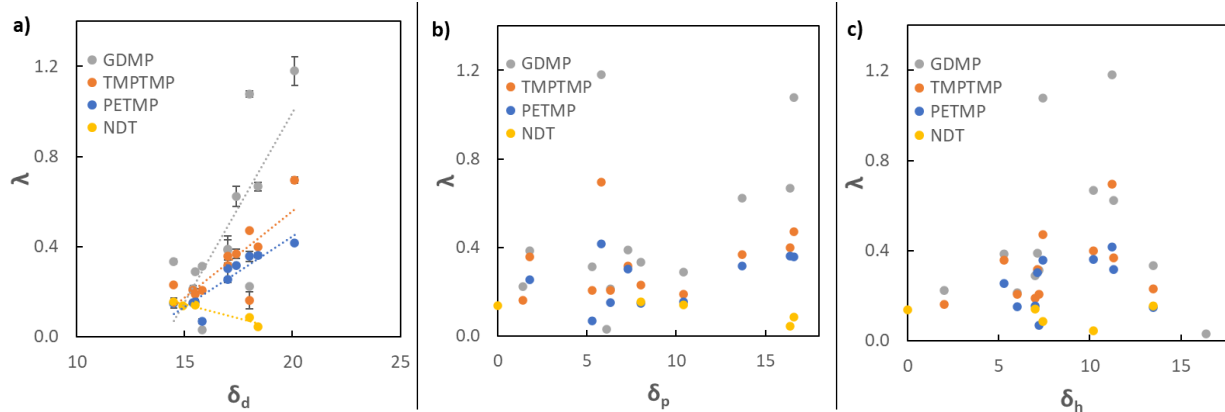 a)
GDMP
TMPTMP
PETMP
NDT
λ
1.2
0.8
0.4
0.0
10
15
20
25
δd
b)
GDMP
TMPTMP
PETMP
NDT
λ
1.2
0.8
0.4
0.0
0
5
10
15
δp
c)
GDMP
TMPTMP
PETMP
NDT
λ
1.2
0.8
0.4
0.0
0
5
10
15
δh